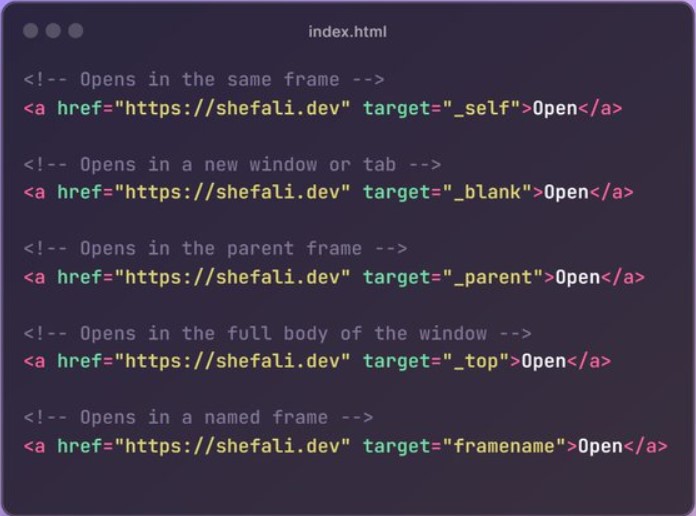 index.html
<!-- Opens in the same frame -->
<a href="https://shefali.dev" target="_self">Open</a>
<!-- Opens in a new window or tab -->
<a href="https://shefali.dev" target="_blank">Open</a>
<!-- Opens in the parent frame -->
<a href="https://shefali.dev" target="_parent">Open</a>
<!-- Opens in the full body of the window -->
<a href="https://shefali.dev" target="_top">Open</a>
<!-- Opens in a named frame -->
<a href="https://shefali.dev" target="framename">Open</a>